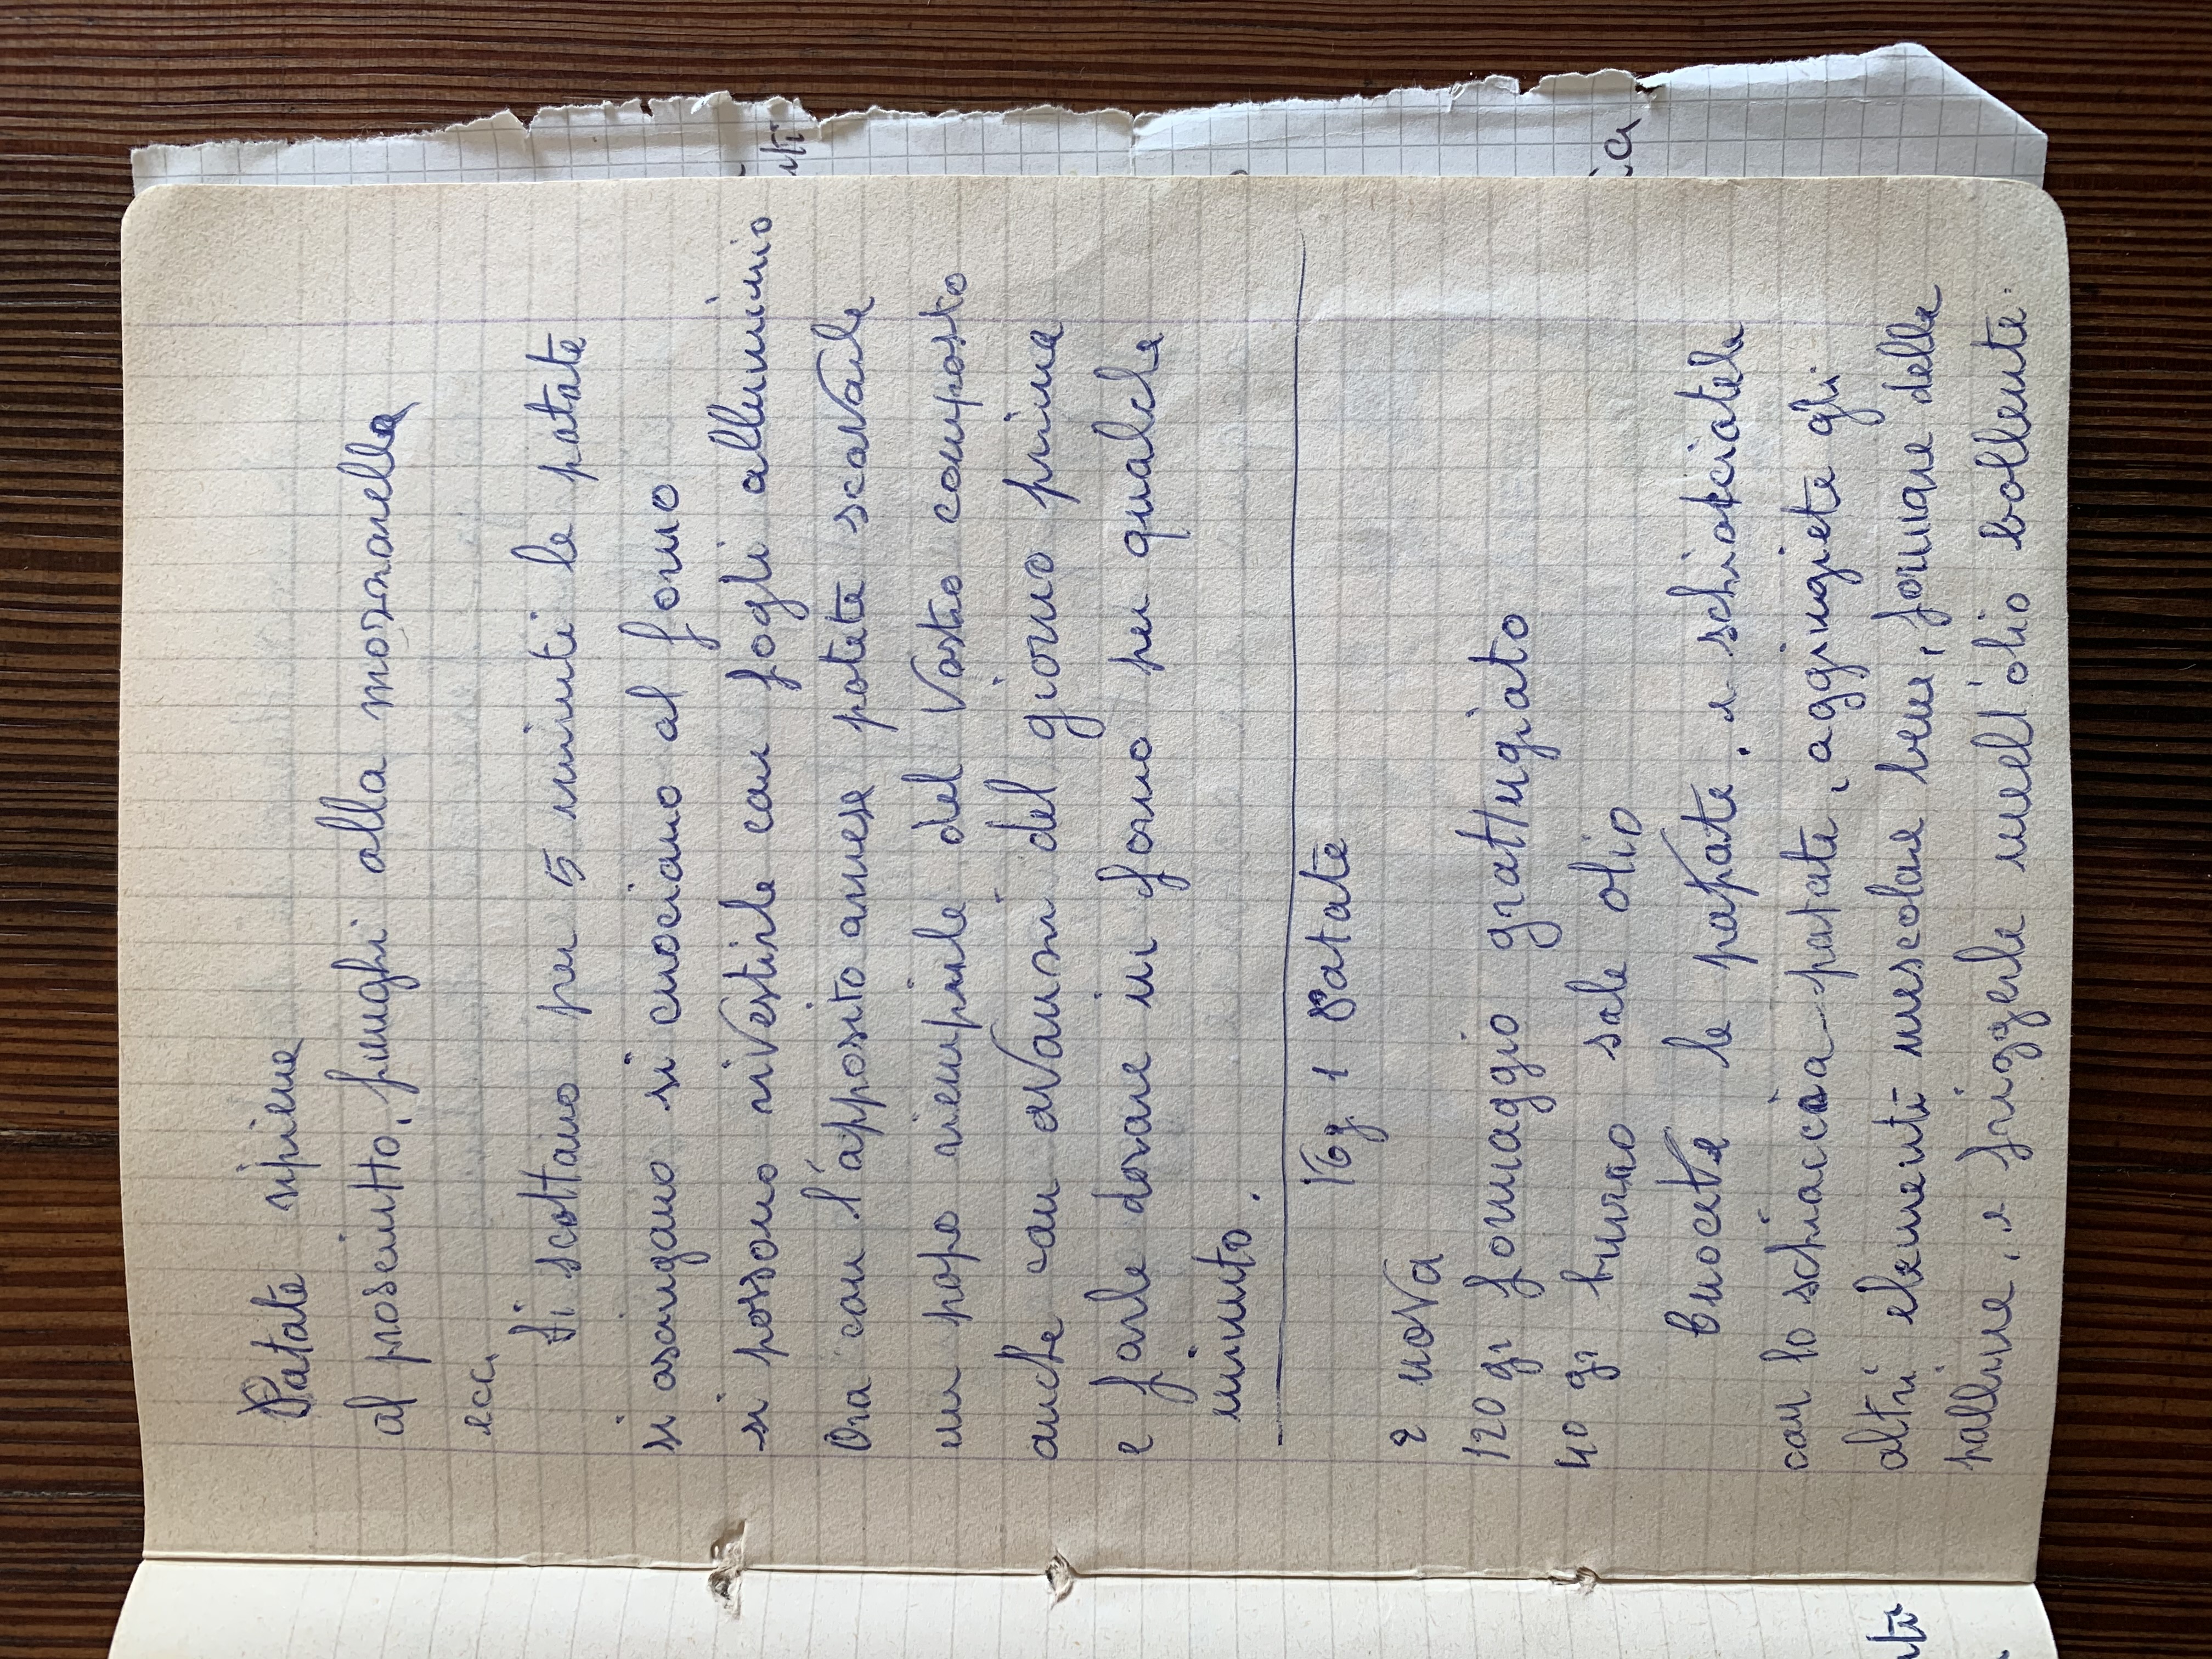 Patate ripiene
al prosciutto, funghi alla mozzarella
ecc.
Si scottano per 5 minuti le patate
si asciugano si cuociano al forno
si possono rivestirle con fogli alluminio
Ora con l'apposito arnese potete scavarle
un popo riempirle del Vostro composto
anche con avanzi del giorno prima
e farle dorare in forno per qualche
minuto.
Kg. 1 Patate
2 uova
120 gr formaggio grattugiato
40 gr burro sale olio
Cuocete le patate, e schiacciatele
con lo schiaccia-patate, aggiugiete gli
altri elementi mescolare bene, formare delle
palline, e friggerle nell'olio bollente.